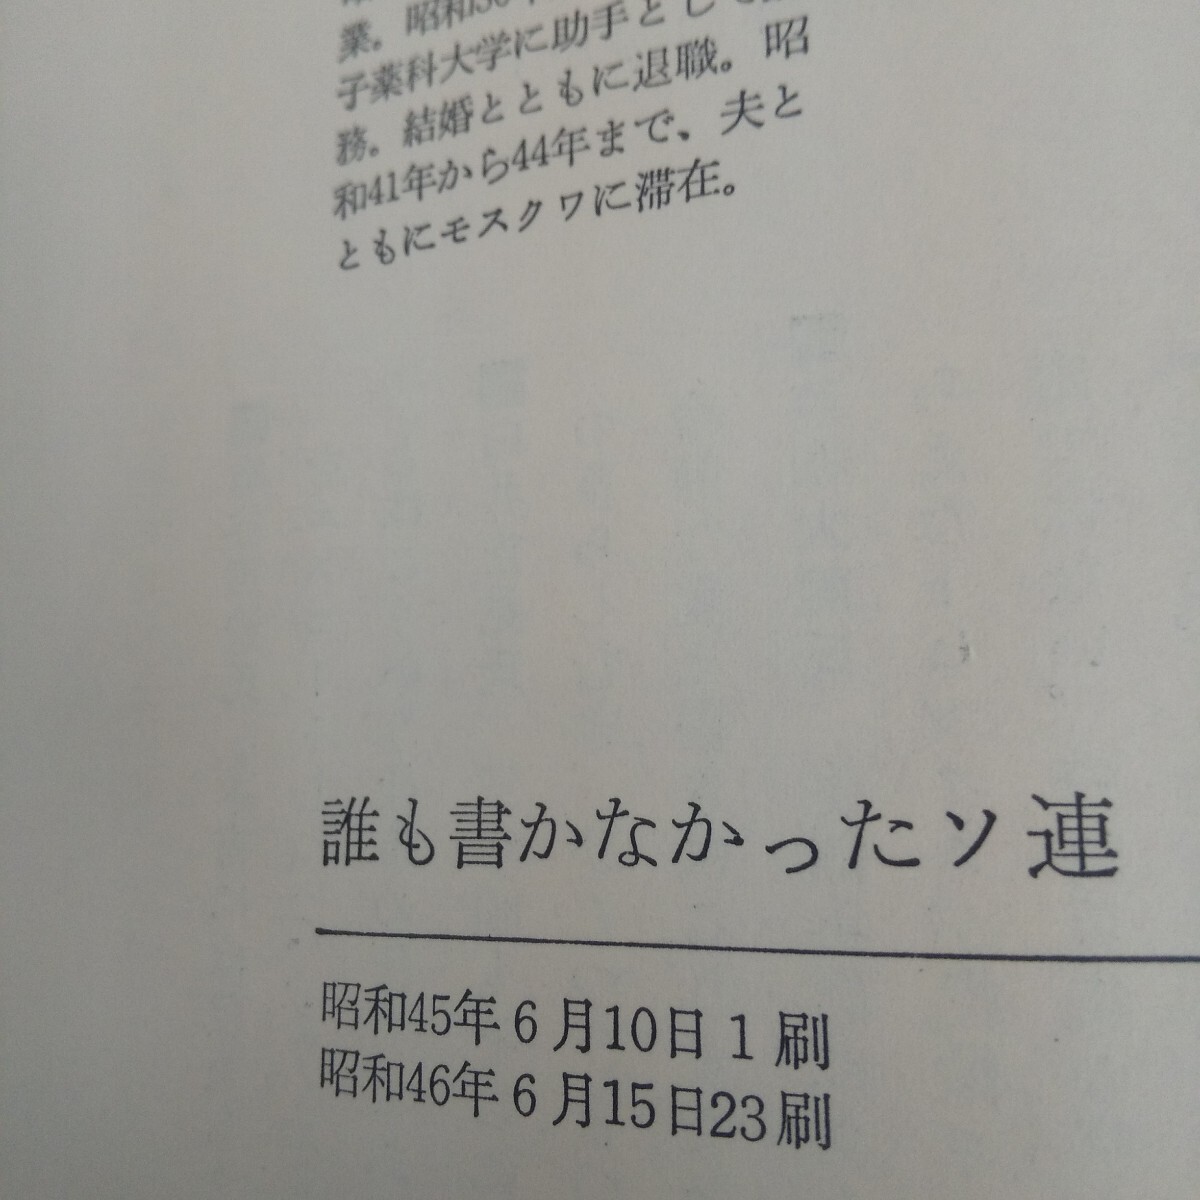 業。昭和30年
子薬科大学に助手として
務。結婚とともに退職。昭
和41年から44年まで、夫と
ともにモスクワに滞在。
誰も書かなかったソ連
昭和45年6月10日1刷
昭和46年6月15日23刷